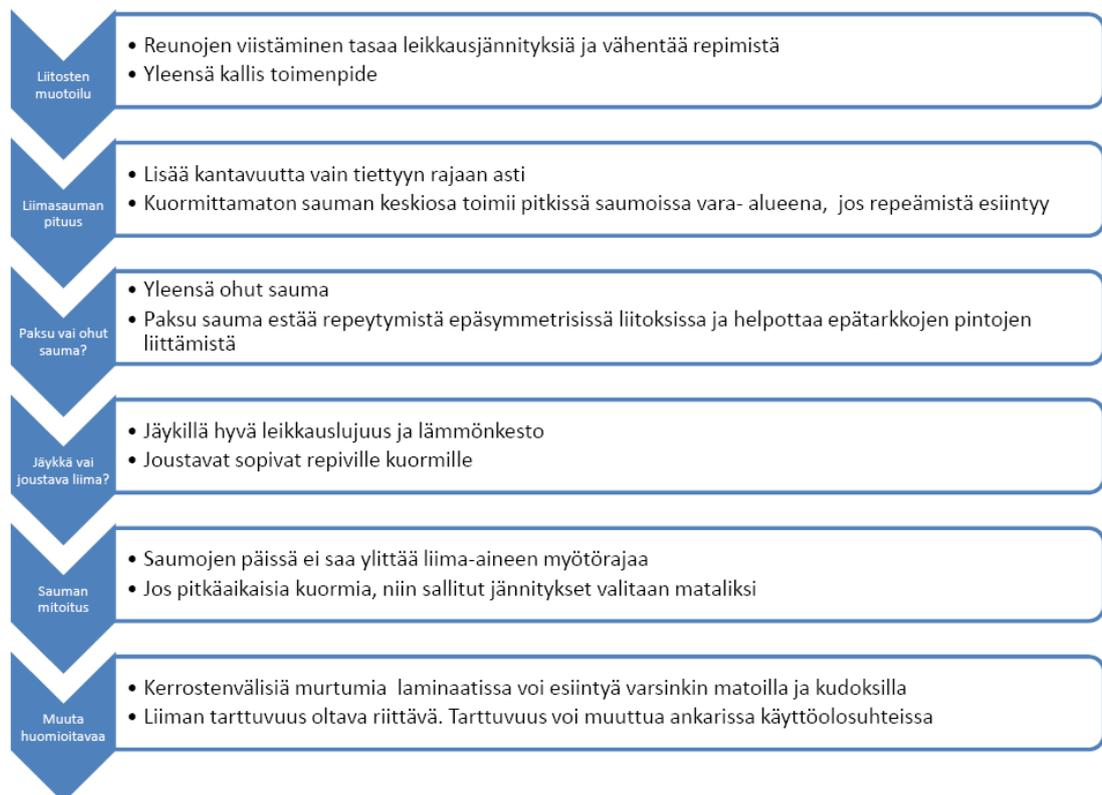 Liitosten
muotoilu
• Reunojen viistäminen tasaa leikkausjännityksiä ja vähentää repimistä
• Yleensä kallis toimenpide
Liimasauman
pituus
• Lisää kantavuutta vain tiettyyn rajaan asti
• Kuormittamaton sauman keskiosa toimii pitkissä saumoissa vara- alueena,  jos repeämistä esiintyy
Paksu vai ohut
sauma?
• Yleensä ohut sauma
• Paksu sauma estää repeytymistä epäsymmetrisissä liitoksissa ja helpottaa epätarkkojen pintojen
liittämistä
Jäykkä vai
joustava liima?
• Jäykillä hyvä leikkauslujuus ja lämmönkesto
• Joustavat sopivat repiville kuormille
Sauman
mitoitus
• Saumojen päissä ei saa ylittää liima-aineen myötörajaa
• Jos pitkäaikaisia kuormia, niin sallitut jännitykset valitaan mataliksi
Muuta
huomioitavaa
• Kerrostenvälisiä murtumia  laminaatissa voi esiintyä varsinkin matoilla ja kudoksilla
• Liiman tarttuvuus oltava riittävä. Tarttuvuus voi muuttua ankarissa käyttöolosuhteissa